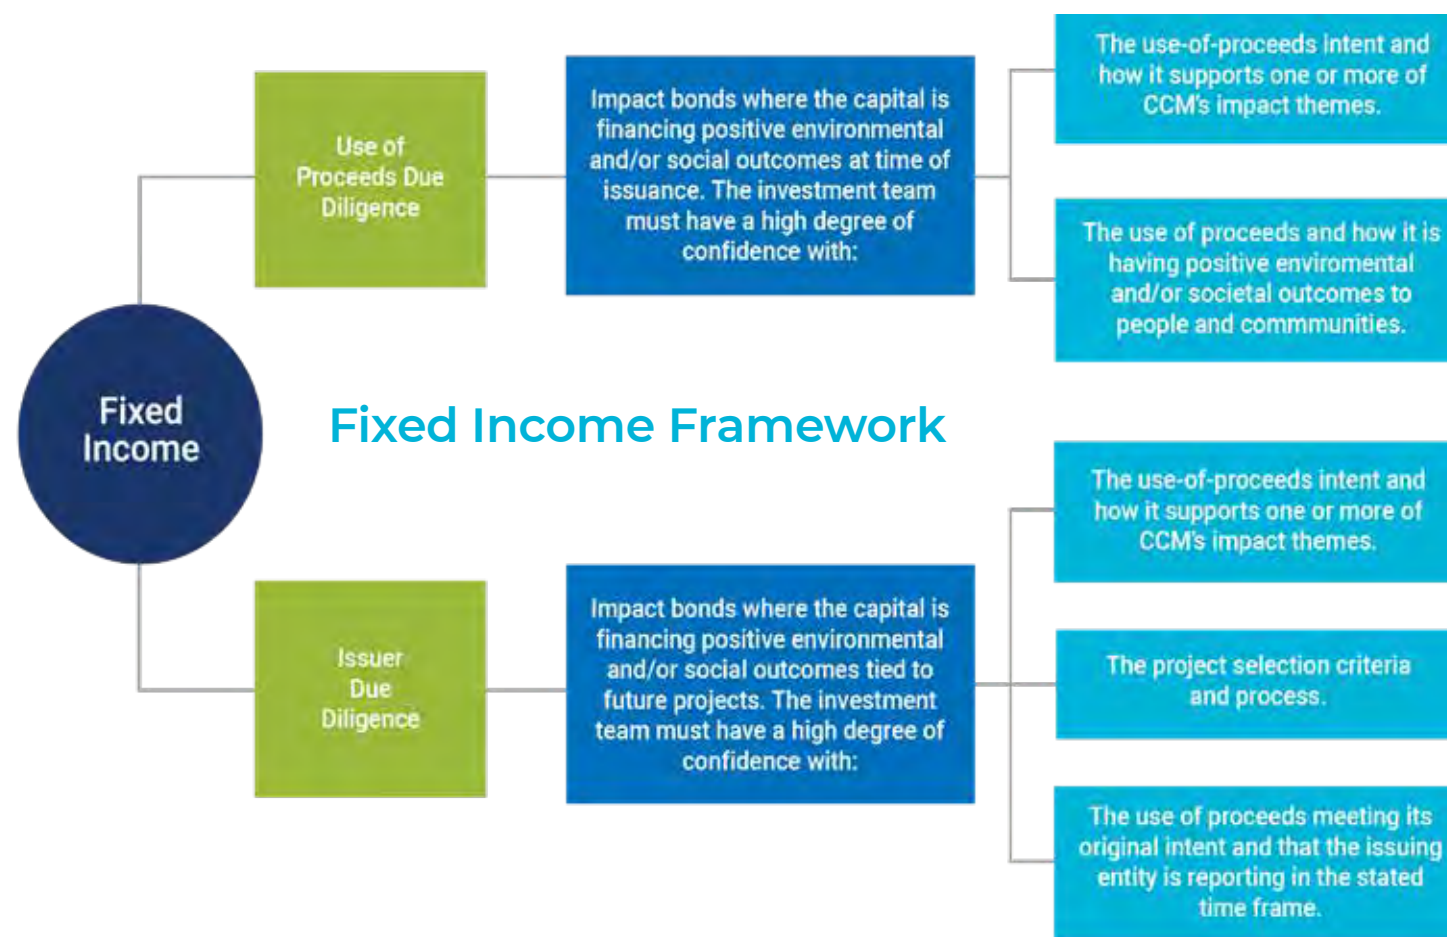 Fixed
Income
Fixed Income Framework
Use of
Proceeds Due
Diligence
Impact bonds where the capital is
financing positive environmental
and/or social outcomes at time of
issuance. The investment team
must have a high degree of
confidence with:
The use-of-proceeds intent and
how it supports one or more of
CCM's impact themes.
The use of proceeds and how it is
having positive enviromental
and/or societal outcomes to
people and commmunities.
Issuer
Due
Diligence
Impact bonds where the capital is
financing positive environmental
and/or social outcomes tied to
future projects. The investment
team must have a high degree of
confidence with:
The use-of-proceeds intent and
how it supports one or more of
CCM's impact themes.
The project selection criteria
and process.
The use of proceeds meeting its
original intent and that the issuing
entity is reporting in the stated
time frame.